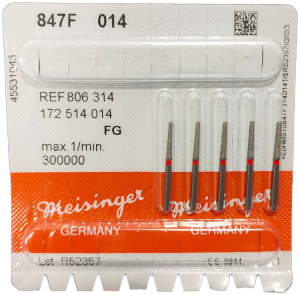 847F 014
REF 806 314
172 514 014
FG
max.1/min.
300000
Meisinger
Meisinger
GERMANY
GERMANY
Lot R52357
45531043